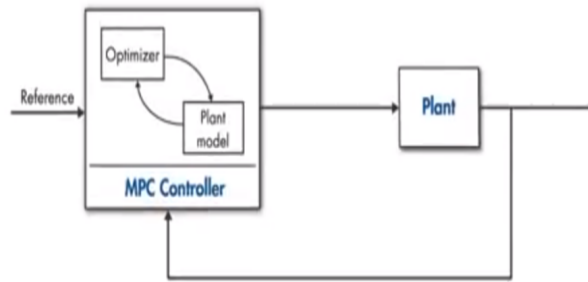 Optimizer
Reference
Plant
model
MPC Controller
Plant